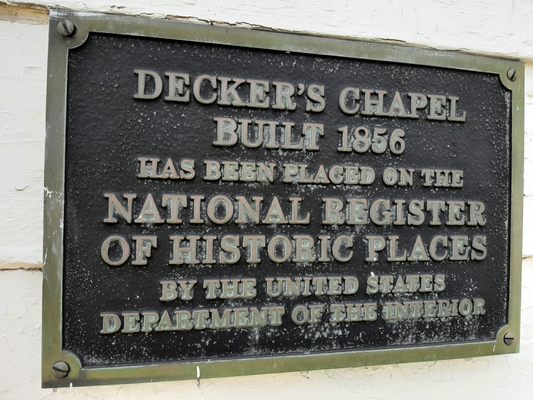 DECKER'S CHAPEL
BUILT 1856
HAS BEEN PLACED ON THE
NATIONAL REGISTER
OF HISTORIC PLACES
BY THE UNITED STATES
DEPARTMENT OF THE INTERIOR